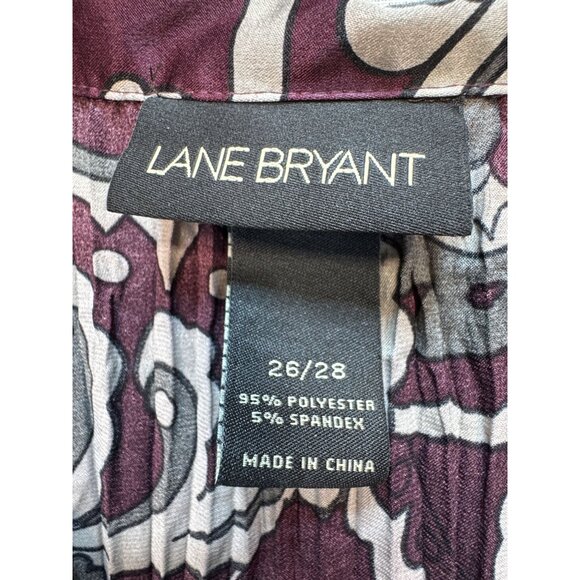 LANE BRYANT
26/28
95% POLYESTER
5% SPANDEX
MADE IN CHINA